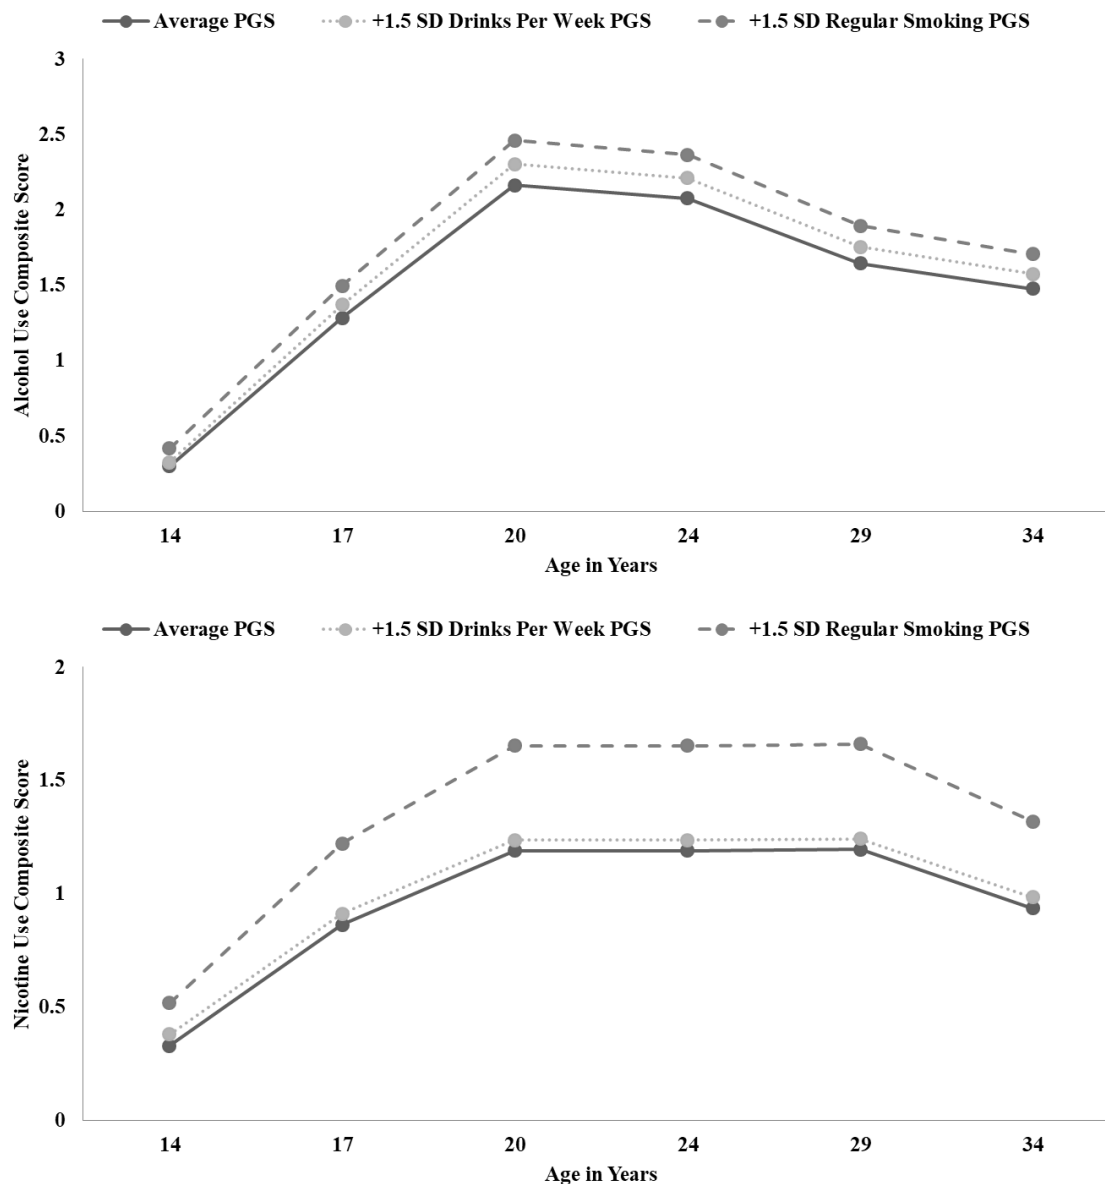 Average PGS +1.5 SD Drinks Per Week PGS +1.5 SD Regular Smoking PGS
3
2.5
2
1.5
1
0.5
0
Alcohol Use Composite Score
14 17 20 24 29 34
Age in Years
Average PGS +1.5 SD Drinks Per Week PGS +1.5 SD Regular Smoking PGS
2
1.5
1
0.5
0
Nicotine Use Composite Score
14 17 20 24 29 34
Age in Years